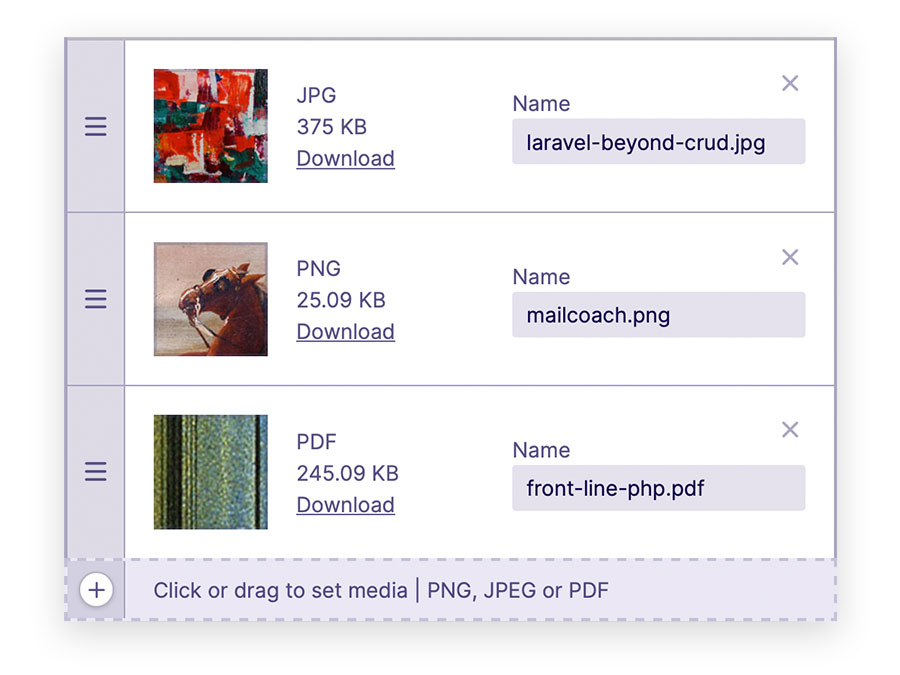 JPG
375 KB
Download
Name
laravel-beyond-crud.jpg
PNG
25.09 KB
Download
Name
mailcoach.png
PDF
245.09 KB
Download
Name
front-line-php.pdf
Click or drag to set media | PNG, JPEG or PDF